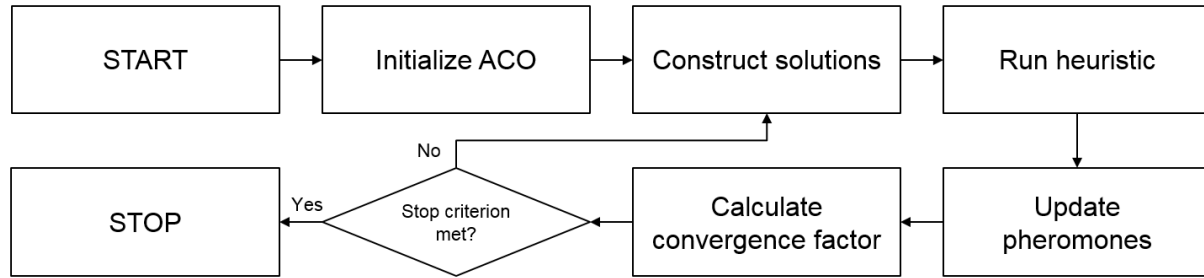 START
Initialize ACO
Construct solutions
Run heuristic
No
Yes
STOP
Stop criterion
met?
Calculate
convergence factor
Update
pheromones